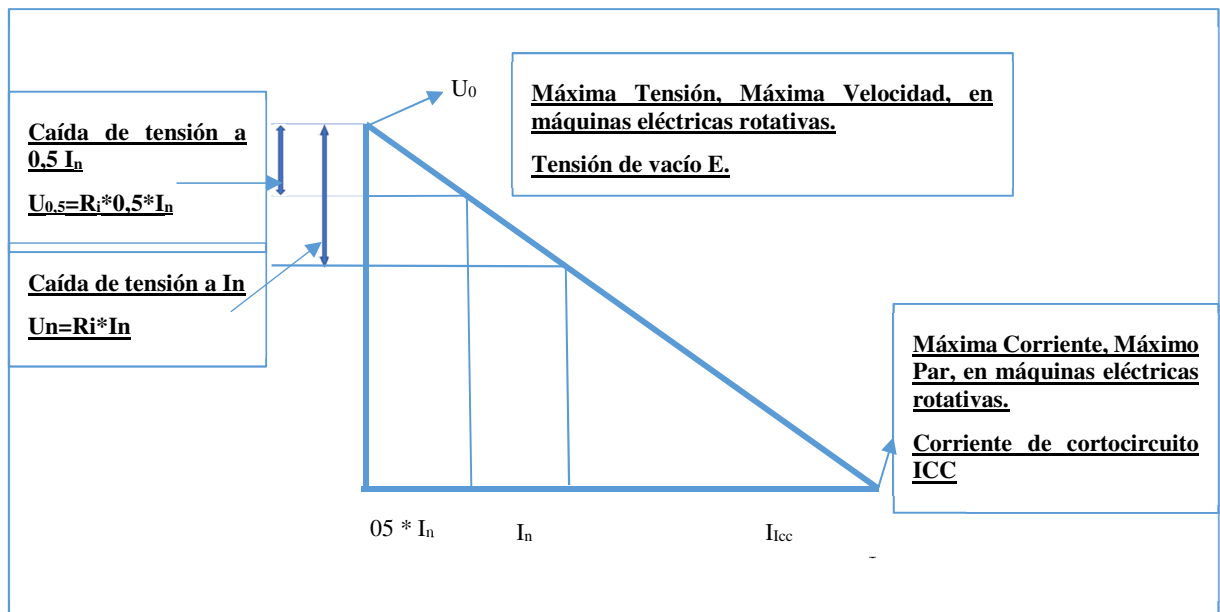 U0
Máxima Tensión, Máxima Velocidad, en
máquinas eléctricas rotativas.
Tensión de vacío E.
Caída de tensión a
0,5 In
U0,5=Ri*0,5*In
Caída de tensión a In
Un=Ri*In
Máxima Corriente, Máximo
Par, en máquinas eléctricas
rotativas.
Corriente de cortocircuito
ICC
05 * In
In
IIcc